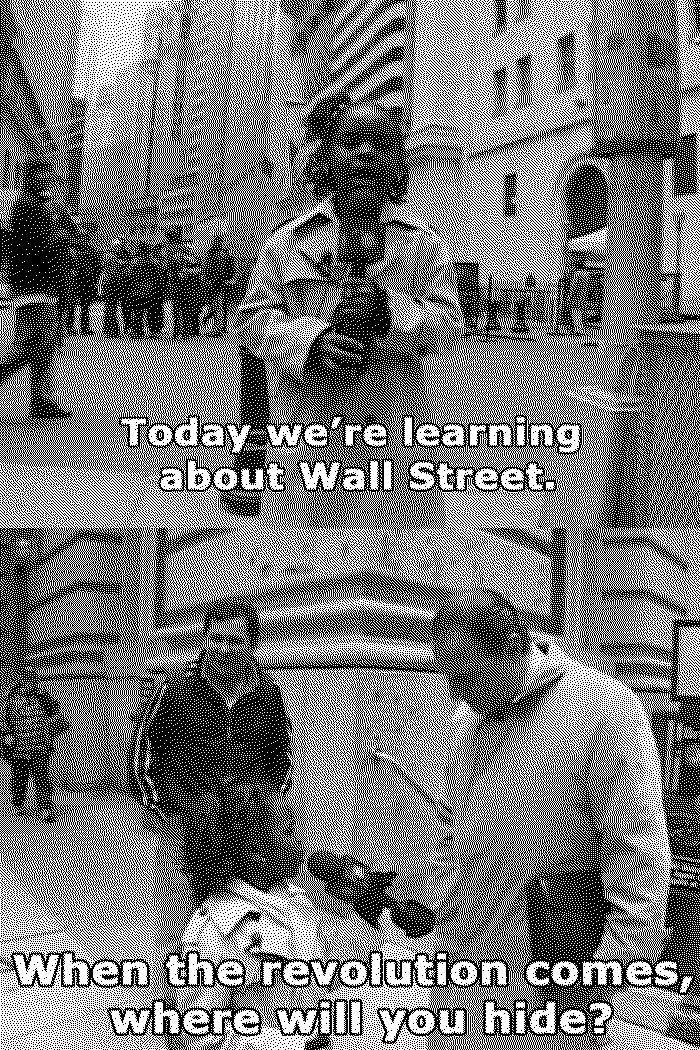 Today we're learning
about Wall Street.
When the revolution comes,
where will you hide?